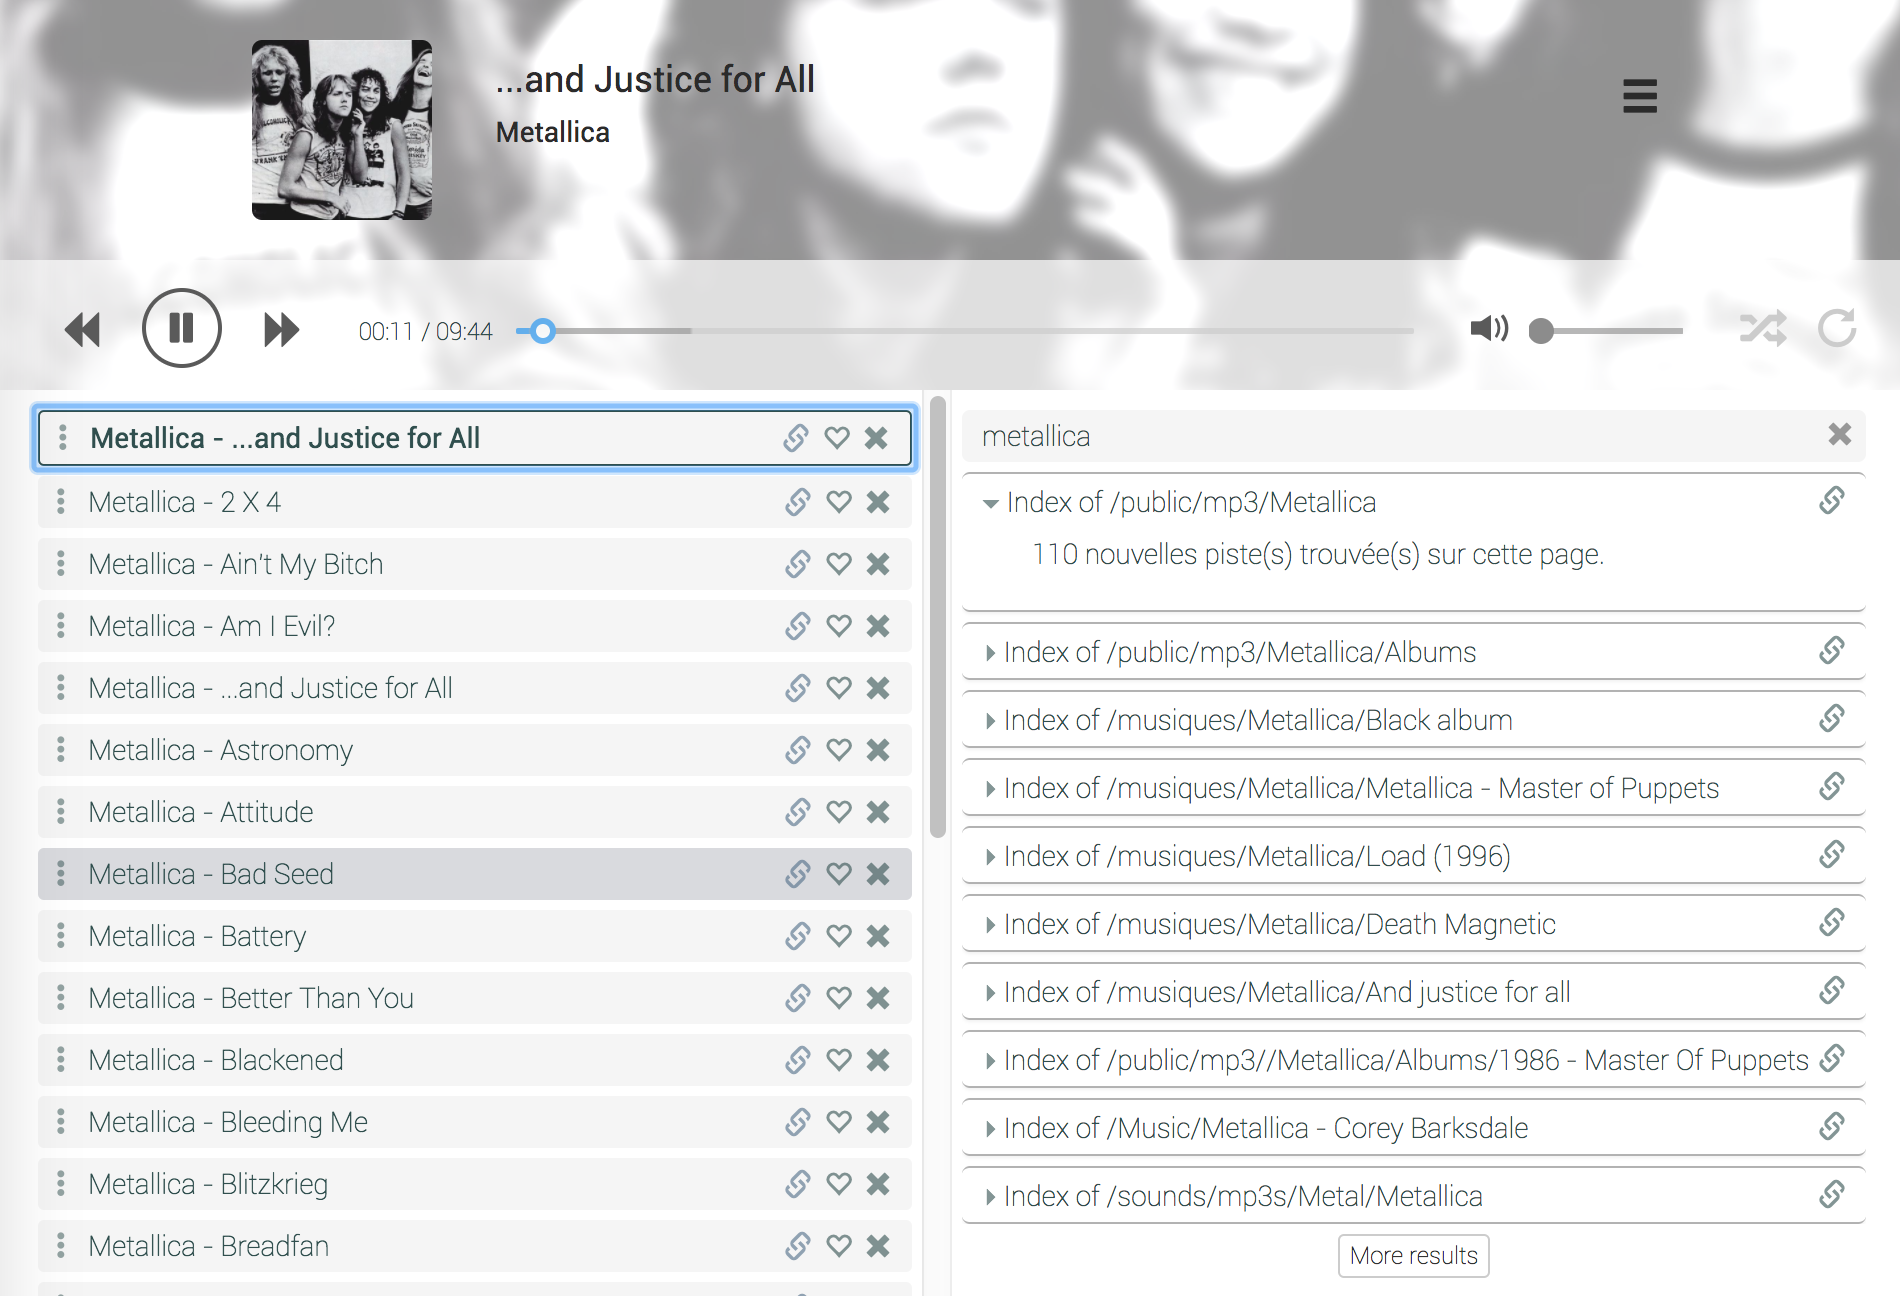 ...and Justice for All
Metallica
00:11 / 09:44
Metallica - ...and Justice for All
Metallica - 2 X 4
Metallica - Ain't My Bitch
Metallica - Am I Evil?
Metallica - ...and Justice for All
Metallica - Astronomy
Metallica - Attitude
Metallica - Bad Seed
Metallica - Battery
Metallica - Better Than You
Metallica - Blackened
Metallica - Bleeding Me
Metallica - Blitzkrieg
Metallica - Breadfan
metallica
Index of /public/mp3/Metallica
110 nouvelles piste(s) trouvée(s) sur cette page.
Index of /public/mp3/Metallica/Albums
Index of /musiques/Metallica/Black album
Index of /musiques/Metallica/Metallica - Master of Puppets
Index of /musiques/Metallica/Load (1996)
Index of /musiques/Metallica/Death Magnetic
Index of /musiques/Metallica/And justice for all
Index of /public/mp3//Metallica/Albums/1986 - Master Of Puppets
Index of /Music/Metallica - Corey Barksdale
Index of /sounds/mp3s/Metal/Metallica
More results